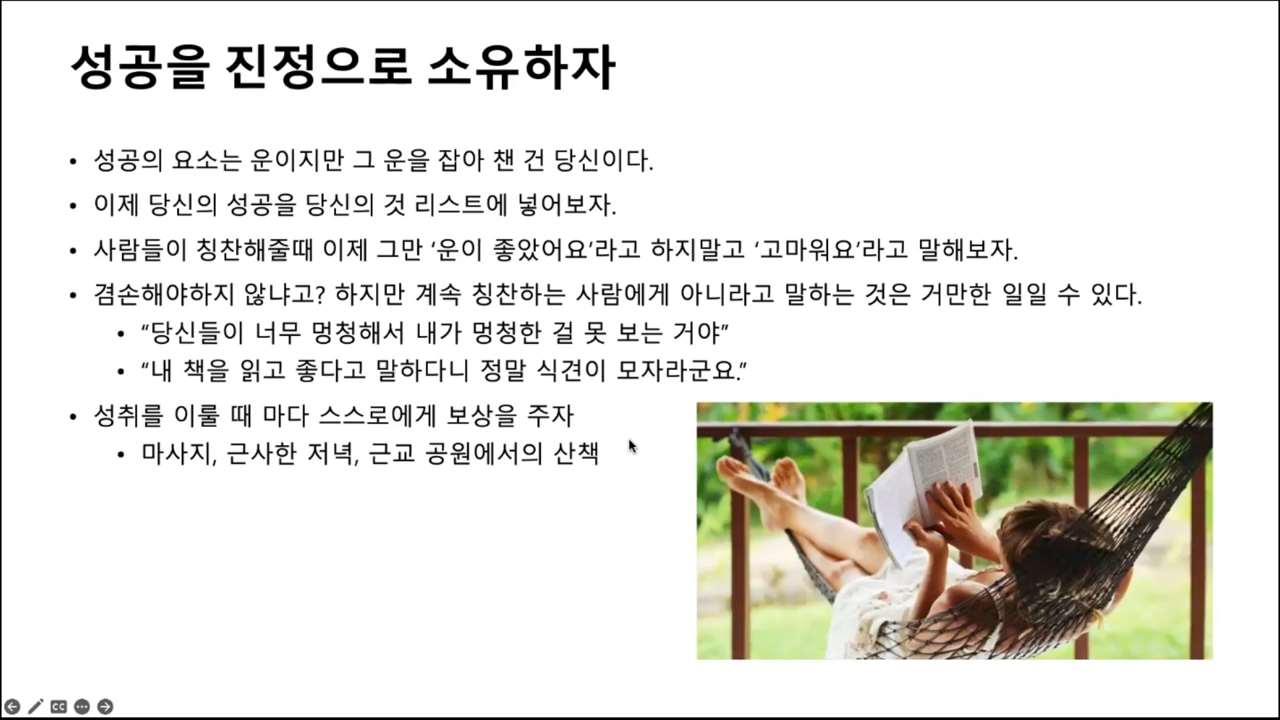 성공을 진정으로 소유하자
• 성공의 요소는 운이지만 그 운을 잡아 챈 건 당신이다.
• 이제 당신의 성공을 당신의 것 리스트에 넣어보자.
• 사람들이 칭찬해줄때 이제 그만 ‘운이 좋았어요’라고 하지말고 ‘고마워요’라고 말해보자.
• 겸손해야하지 않냐고? 하지만 계속 칭찬하는 사람에게 아니라고 말하는 것은 거만한 일일 수 있다.
• “당신들이 너무 멍청해서 내가 멍청한 걸 못 보는 거야”
• “내 책을 읽고 좋다고 말하다니 정말 식견이 모자라군요.”
• 성취를 이룰 때 마다 스스로에게 보상을 주자
• 마사지, 근사한 저녁, 근교 공원에서의 산책
CC